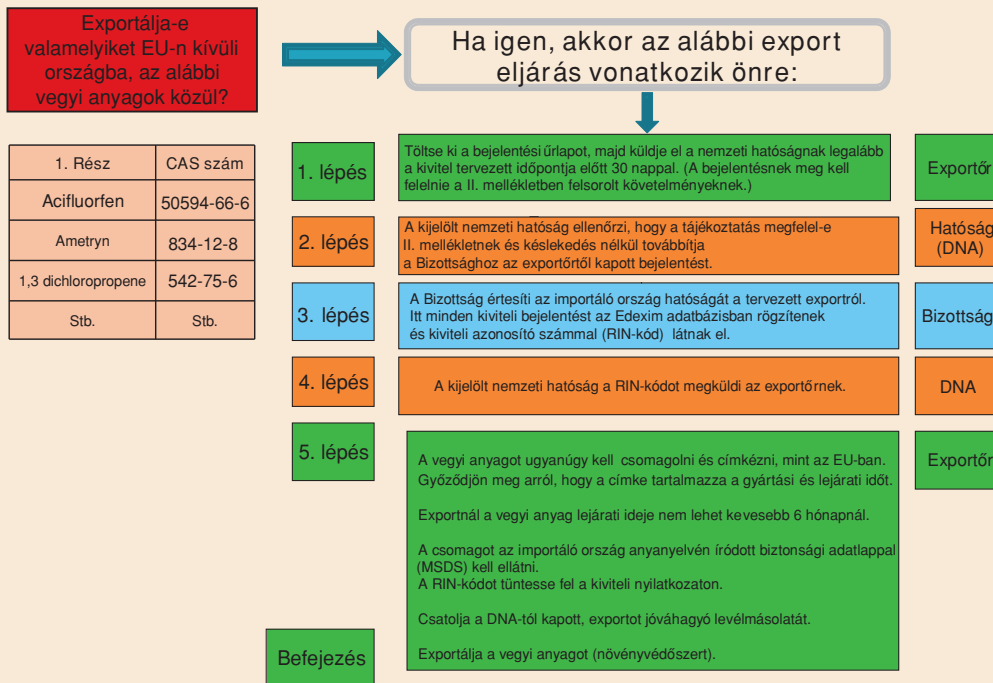 Exportálja-e
valamelyiket EU-n kívüli
országba, az alábbi
vegyi anyagok közül?
Ha igen, akkor az alábbi export
eljárás vonatkozik önre:
1. Rész CAS szám
Acifluorfen 50594-66-6
Ametryn 834-12-8
1,3 dichloropropene 542-75-6
Stb. Stb.
1. lépés
Töltse ki a bejelentési űrlapot, majd küldje el a nemzeti hatóságnak legalább
a kivitel tervezett időpontja előtt 30 nappal. (A bejelentésnek meg kell
felelnie a II. mellékletben felsorolt követelményeknek.)
Exportőr
2. lépés
A kijelölt nemzeti hatóság ellenőrzi, hogy a tájékoztatás megfelel-e
II. mellékletnek és késlekedés nélkül továbbítja
a Bizottsághoz az exportőrtől kapott bejelentést.
Hatóság
(DNA)
3. lépés
A Bizottság értesíti az importáló ország hatóságát a tervezett exportról.
Itt minden kiviteli bejelentést az Edexim adatbázisban rögzítenek
és kiviteli azonosító számmal (RIN-kód) látnak el.
Bizottság
4. lépés
A kijelölt nemzeti hatóság a RIN-kódot megküldi az exportőrnek.
DNA
5. lépés
A vegyi anyagot ugyanúgy kell csomagolni és címkézni, mint az EU-ban.
Győződjön meg arról, hogy a címke tartalmazza a gyártási és lejárati időt.
Exportnál a vegyi anyag lejárati ideje nem lehet kevesebb 6 hónapnál.
A csomagot az importáló ország anyanyelvén íródott biztonsági adatlappal
(MSDS) kell ellátni.
A RIN-kódot tüntesse fel a kiviteli nyilatkozaton.
Csatolja a DNA-tól kapott, exportot jóváhagyó levélmásolatát.
Exportálja a vegyi anyagot (növényvédőszert).
Exportőr
Befejezés